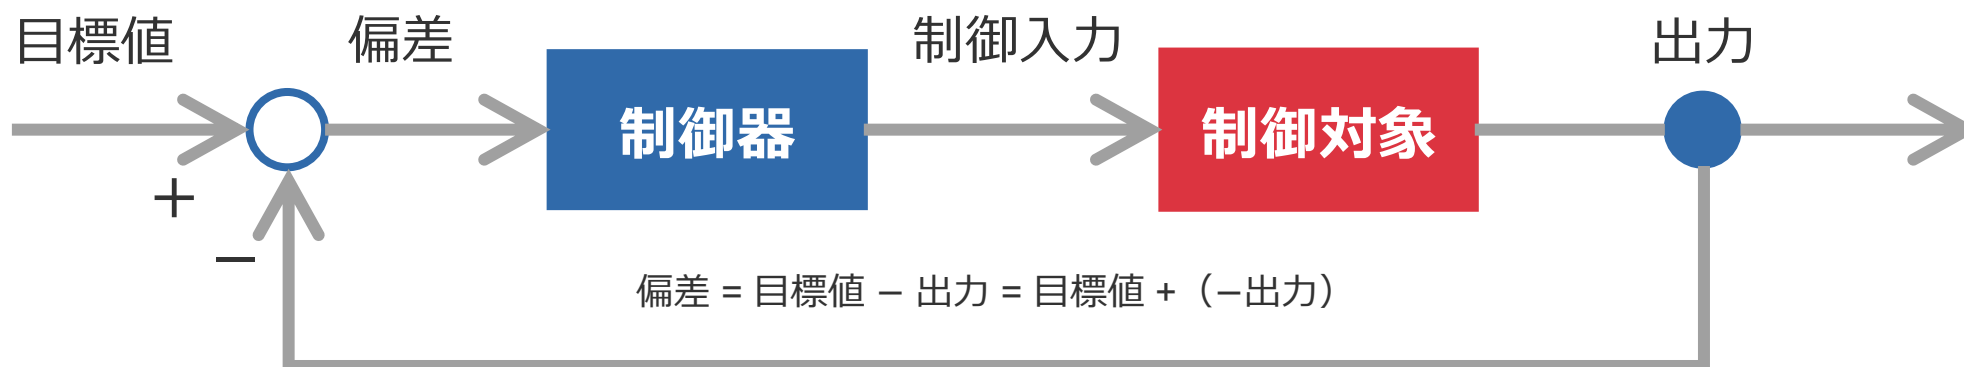 目標値
偏差
制御入力
出力
制御器
制御対象
+
−
偏差 = 目標値 − 出力 = 目標値 +（−出力）